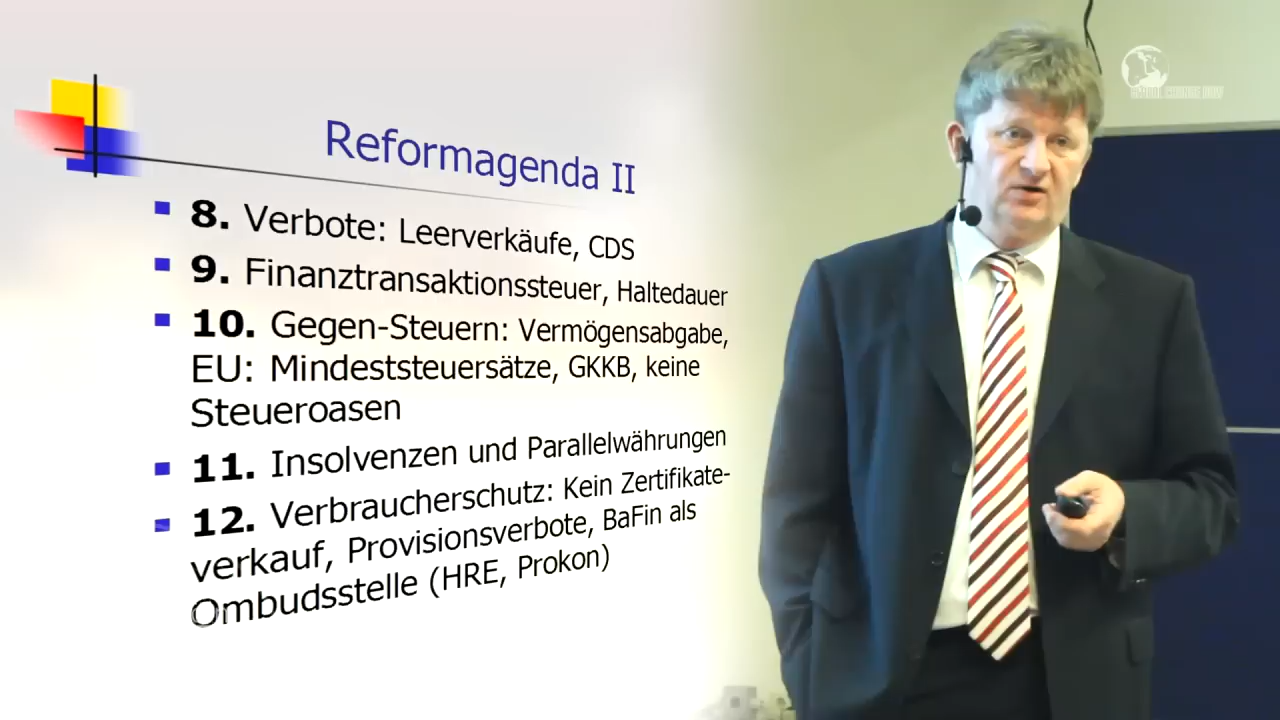 Reformagenda II
8. Verbote: Leerverkäufe, CDS
9. Finanztransaktionssteuer, Haltedauer
10. Gegen-Steuern: Vermögensabgabe,
EU: Mindeststeuersätze, GKKB, keine
Steueroasen
11. Insolvenzen und Parallelwährungen
12. Verbraucherschutz: Kein Zertifikate-
verkauf, Provisionsverbote, BaFin als
Ombudsstelle (HRE, Prokon)